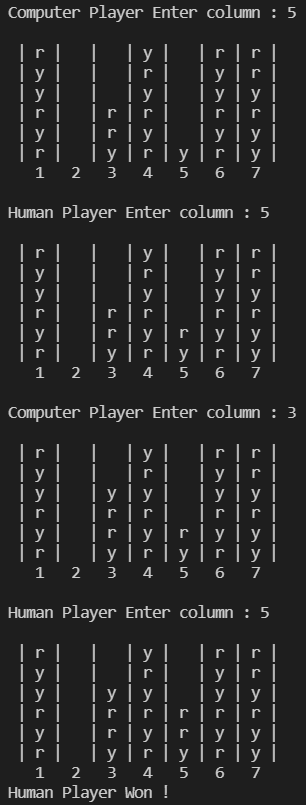 Computer Player Enter column : 5
| r |   |   | y |   | r | r |
| y |   |   | r |   | y | r |
| y |   |   | y |   | y | y |
| r |   | r | r |   | r | r |
| y |   | r | y |   | r | y |
| r |   | y | r | y | r | y |
1 2 3 4 5 6 7
Human Player Enter column : 5
| r |   |   | y |   | r | r |
| y |   |   | r |   | y | r |
| y |   |   | y |   | y | y |
| r |   | r | r |   | r | r |
| y |   | r | y | r | r | y |
| r |   | y | r | y | r | y |
1 2 3 4 5 6 7
Computer Player Enter column : 3
| r |   |   | y |   | r | r |
| y |   |   | r |   | y | r |
| y |   | y | y |   | y | y |
| r |   | r | r |   | r | r |
| y |   | r | y | r | r | y |
| r |   | y | r | y | r | y |
1 2 3 4 5 6 7
Human Player Enter column : 5
| r |   |   | y |   | r | r |
| y |   |   | r |   | y | r |
| y |   | y | y |   | y | y |
| r |   | r | r | r | r | r |
| y |   | r | y | r | r | y |
| r |   | y | r | y | r | y |
1 2 3 4 5 6 7
Human Player Won !